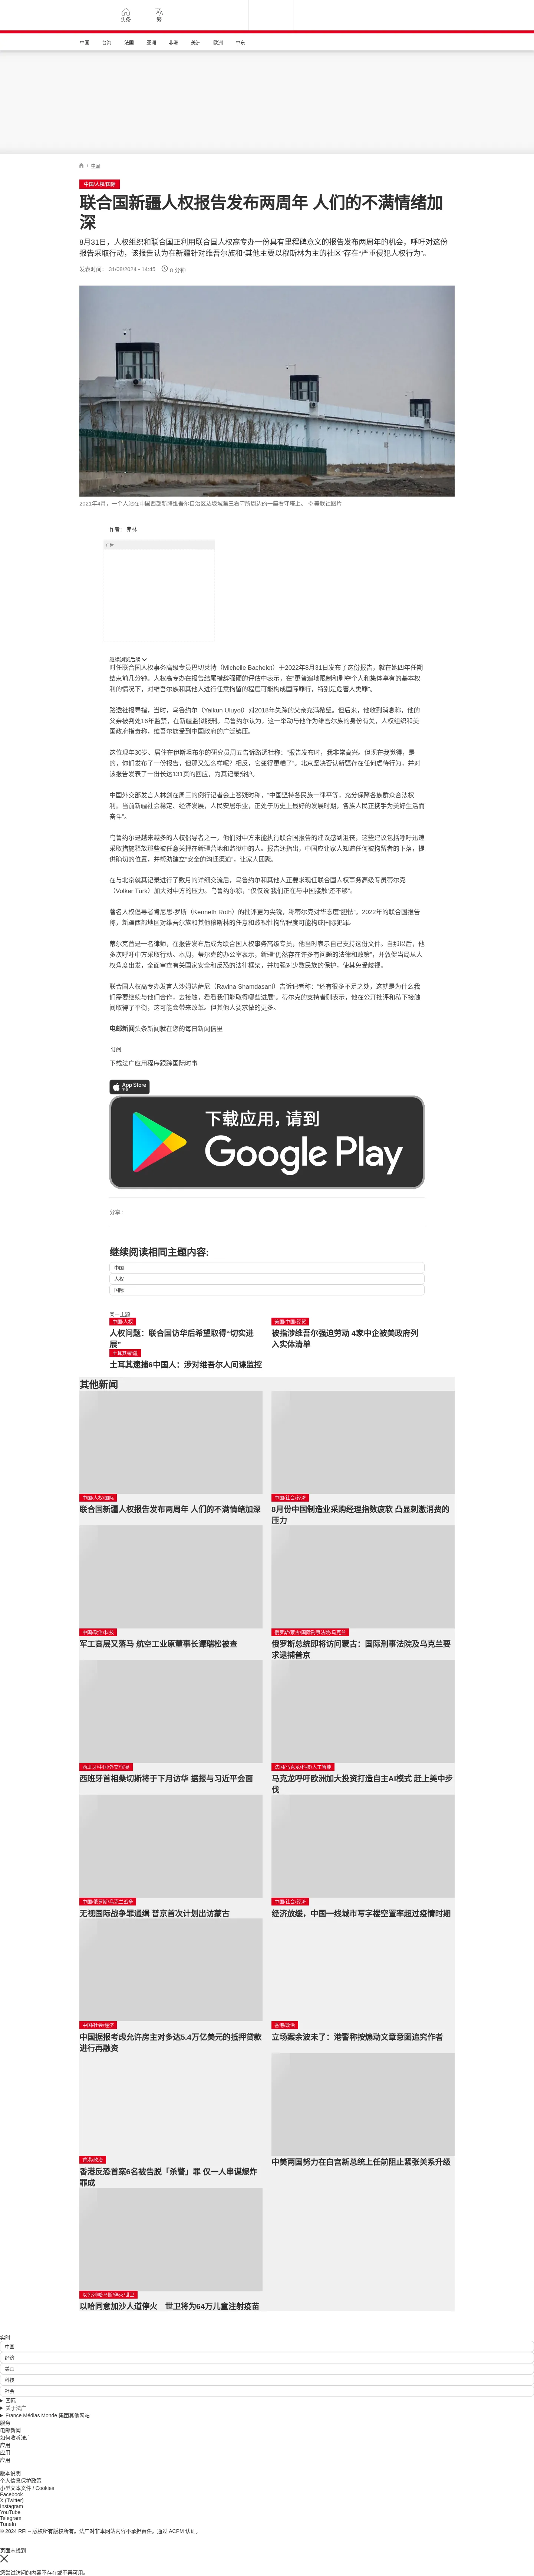 头条
繁
中国
台海
法国
亚洲
非洲
美洲
欧洲
中东
/ 中国
中国/人权/国际
联合国新疆人权报告发布两周年 人们的不满情绪加
深
8月31日，人权组织和联合国正利用联合国人权高专办一份具有里程碑意义的报告发布两周年的机会，呼吁对这份
报告采取行动，该报告认为在新疆针对维吾尔族和“其他主要以穆斯林为主的社区‘存在“严重侵犯人权行为”。
发表时间： 31/08/2024 - 14:45
8 分钟
2021年4月，一个人站在中国西部新疆维吾尔自治区达坂城第三看守所周边的一座看守塔上。 © 美联社图片
作者： 弗林
广告
继续浏览后续
时任联合国人权事务高级专员巴切莱特（Michelle Bachelet）于2022年8月31日发布了这份报告，就在她四年任期
结束前几分钟。人权高专办在报告结尾措辞强硬的评估中表示，在“更普遍地限制和剥夺个人和集体享有的基本权
利的情况下，对维吾尔族和其他人进行任意拘留的程度可能构成国际罪行，特别是危害人类罪”。
路透社报导指，当时，乌鲁约尔（Yalkun Uluyol）对2018年失踪的父亲充满希望。但后来，他收到消息称，他的
父亲被判处16年监禁，在新疆监狱服刑。乌鲁约尔认为，这一举动与他作为维吾尔族的身份有关，人权组织和美
国政府指责称，维吾尔族受到中国政府的广泛镇压。
这位现年30岁、居住在伊斯坦布尔的研究员周五告诉路透社称：“报告发布时，我非常高兴。但现在我觉得，是
的，你们发布了一份报告，但那又怎么样呢？相反，它变得更糟了”。北京坚决否认新疆存在任何虐待行为，并对
该报告发表了一份长达131页的回应，为其记录辩护。
中国外交部发言人林剑在周三的例行记者会上答疑时称，“中国坚持各民族一律平等，充分保障各族群众合法权
利。当前新疆社会稳定、经济发展，人民安居乐业，正处于历史上最好的发展时期，各族人民正携手为美好生活而
奋斗”。
乌鲁约尔是越来越多的人权倡导者之一，他们对中方未能执行联合国报告的建议感到沮丧，这些建议包括呼吁迅速
采取措施释放那些被任意关押在新疆营地和监狱中的人。报告还指出，中国应让家人知道任何被拘留者的下落，提
供确切的位置，并帮助建立“安全的沟通渠道”，让家人团聚。
在与北京就其记录进行了数月的详细交流后，乌鲁约尔和其他人正要求现任联合国人权事务高级专员蒂尔克
（Volker Türk）加大对中方的压力。乌鲁约尔称，“仅仅说‘我们正在与中国接触’还不够”。
著名人权倡导者肯尼思·罗斯（Kenneth Roth）的批评更为尖锐，称蒂尔克对华态度“胆怯”。2022年的联合国报告
称，新疆西部地区对维吾尔族和其他穆斯林的任意和歧视性拘留程度可能构成国际犯罪。
蒂尔克首是一名律师，在报告发布后成为联合国人权事务高级专员，他当时表示自己支持这份文件。自那以后，他
多次呼吁中方采取行动。本周，蒂尔克的办公室表示，新疆“仍然存在许多有问题的法律和政策”，并敦促当局从人
权角度出发，全面审查有关国家安全和反恐的法律框架，并加强对少数民族的保护，使其免受歧视。
联合国人权高专办发言人沙姆达萨尼（Ravina Shamdasani）告诉记者称：“还有很多不足之处，这就是为什么我
们需要继续与他们合作，去接触，看看我们能取得哪些进展”。蒂尔克的支持者则表示，他在公开批评和私下接触
间取得了平衡，这可能会带来改革。但其他人要求做的更多。
电邮新闻头条新闻就在您的每日新闻信里
订阅
下载法广应用程序跟踪国际时事
App Store
下载
下载应用，请到
Google Play
分享 :
继续阅读相同主题内容:
中国
人权
国际
同一主题
中国/人权
人权问题：联合国访华后希望取得“切实进
展”
美国/中国/经贸
被指涉维吾尔强迫劳动 4家中企被美政府列
入实体清单
土耳其/新疆
土耳其逮捕6中国人：涉对维吾尔人间谍监控
其他新闻
中国/人权/国际
联合国新疆人权报告发布两周年 人们的不满情绪加深
中国/社会/经济
8月份中国制造业采购经理指数疲软 凸显刺激消费的
压力
中国/政治/科技
军工高层又落马 航空工业原董事长谭瑞松被查
俄罗斯/蒙古/国际刑事法院/乌克兰
俄罗斯总统即将访问蒙古：国际刑事法院及乌克兰要
求逮捕普京
西班牙/中国/外交/贸易
西班牙首相桑切斯将于下月访华 据报与习近平会面
法国/马克龙/科技/人工智能
马克龙呼吁欧洲加大投资打造自主AI模式 赶上美中步
伐
中国/俄罗斯/乌克兰战争
无视国际战争罪通缉 普京首次计划出访蒙古
中国/社会/经济
经济放缓，中国一线城市写字楼空置率超过疫情时期
中国/社会/经济
中国据报考虑允许房主对多达5.4万亿美元的抵押贷款
进行再融资
香港/政治
立场案余波未了：港警称按煽动文章意图追究作者
香港/政法
香港反恐首案6名被告脱「杀警」罪 仅一人串谋爆炸
罪成
中美两国努力在白宫新总统上任前阻止紧张关系升级
以色列/哈马斯/停火/世卫
以哈同意加沙人道停火　世卫将为64万儿童注射疫苗
实时
中国
经济
美国
科技
社会
国际
关于法广
France Médias Monde 集团其他网站
服务
电邮新闻
如何收听法广
应用
应用
应用
版本说明
个人信息保护政策
小型文本文件 / Cookies
Facebook
X (Twitter)
Instagram
YouTube
Telegram
TuneIn
© 2024 RFI – 版权所有版权所有。法广对非本网站内容不承担责任。通过 ACPM 认证。
页面未找到
您尝试访问的内容不存在或不再可用。